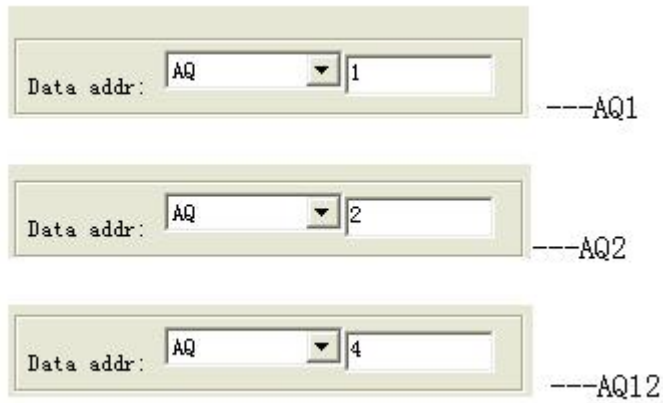 Data addr: AQ 1 ---AQ1
Data addr: AQ 2 ---AQ2
Data addr: AQ 4 ---AQ12